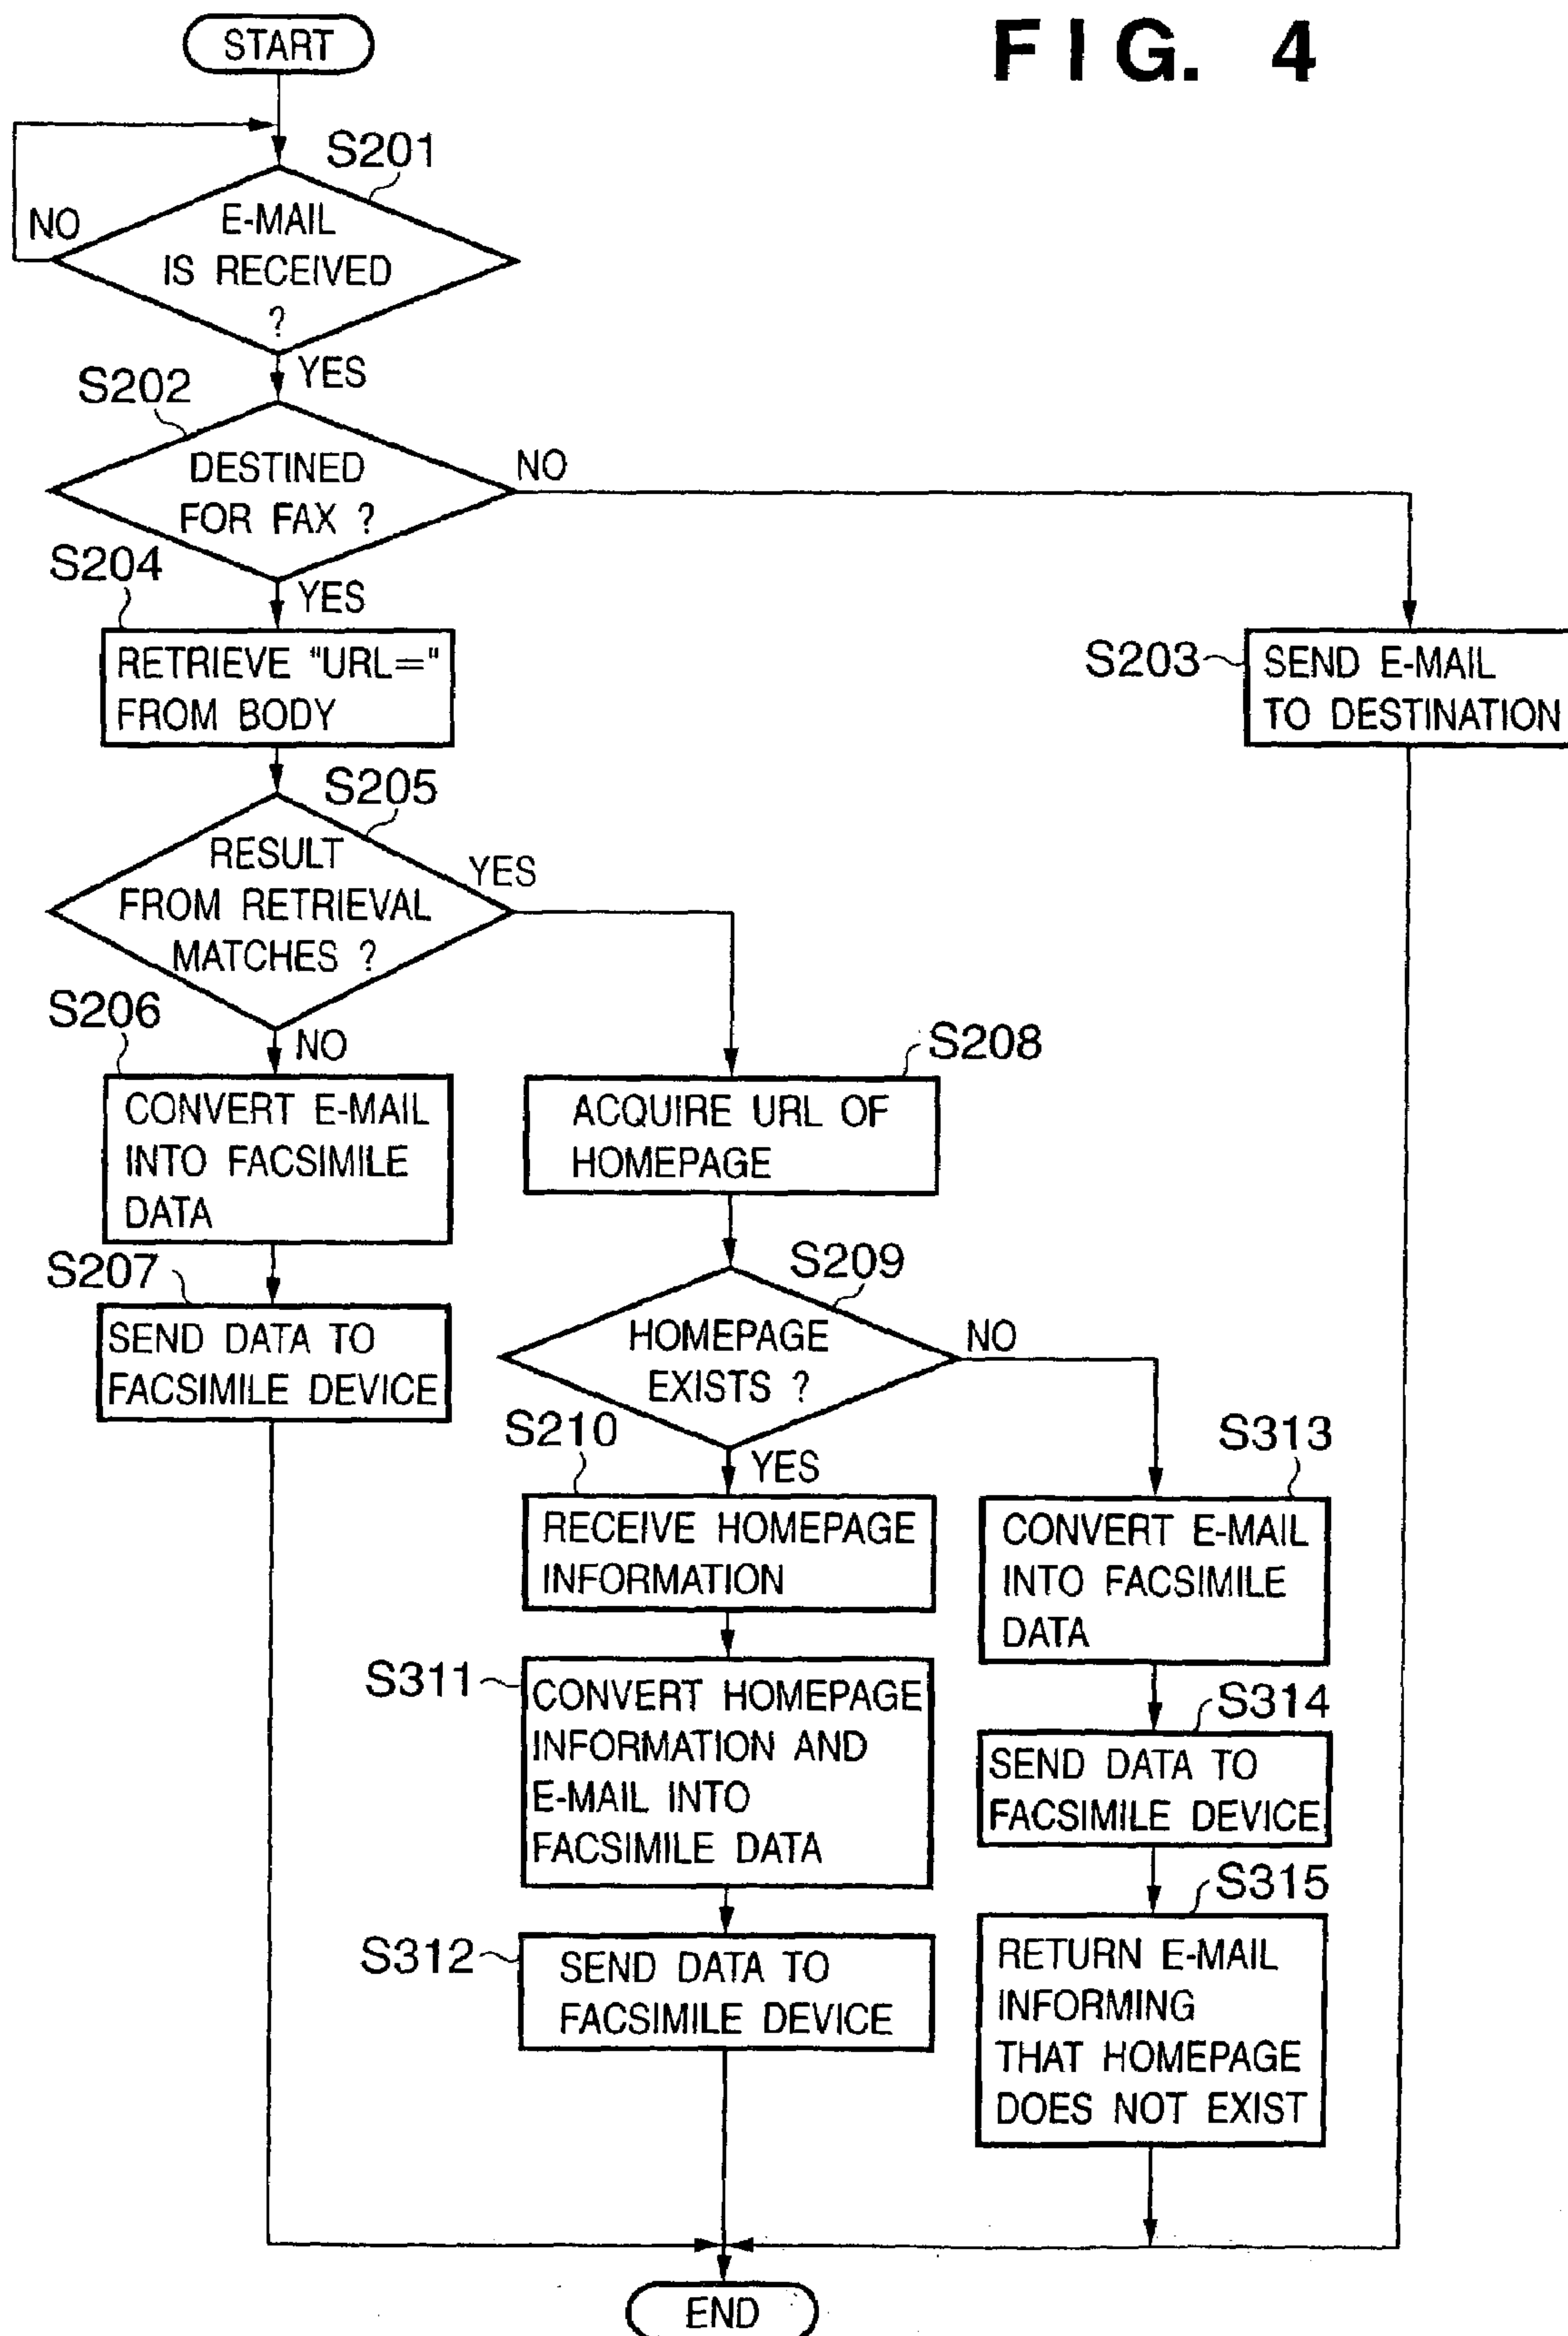 FIG. 4
START
S201
NO
E-MAIL
IS RECEIVED
?
YES
S202
DESTINED
FOR FAX ?
NO
YES
S204
RETRIEVE "URL="
FROM BODY
S203
SEND E-MAIL
TO DESTINATION
S205
RESULT
FROM RETRIEVAL
MATCHES ?
YES
NO
S206
CONVERT E-MAIL
INTO FACSIMILE
DATA
S207
SEND DATA TO
FACSIMILE DEVICE
S208
ACQUIRE URL OF
HOMEPAGE
S209
HOMEPAGE
EXISTS ?
NO
YES
S210
RECEIVE HOMEPAGE
INFORMATION
S311
CONVERT HOMEPAGE
INFORMATION AND
E-MAIL INTO
FACSIMILE DATA
S312
SEND DATA TO
FACSIMILE DEVICE
S313
CONVERT E-MAIL
INTO FACSIMILE
DATA
S314
SEND DATA TO
FACSIMILE DEVICE
S315
RETURN E-MAIL
INFORMING
THAT HOMEPAGE
DOES NOT EXIST
END